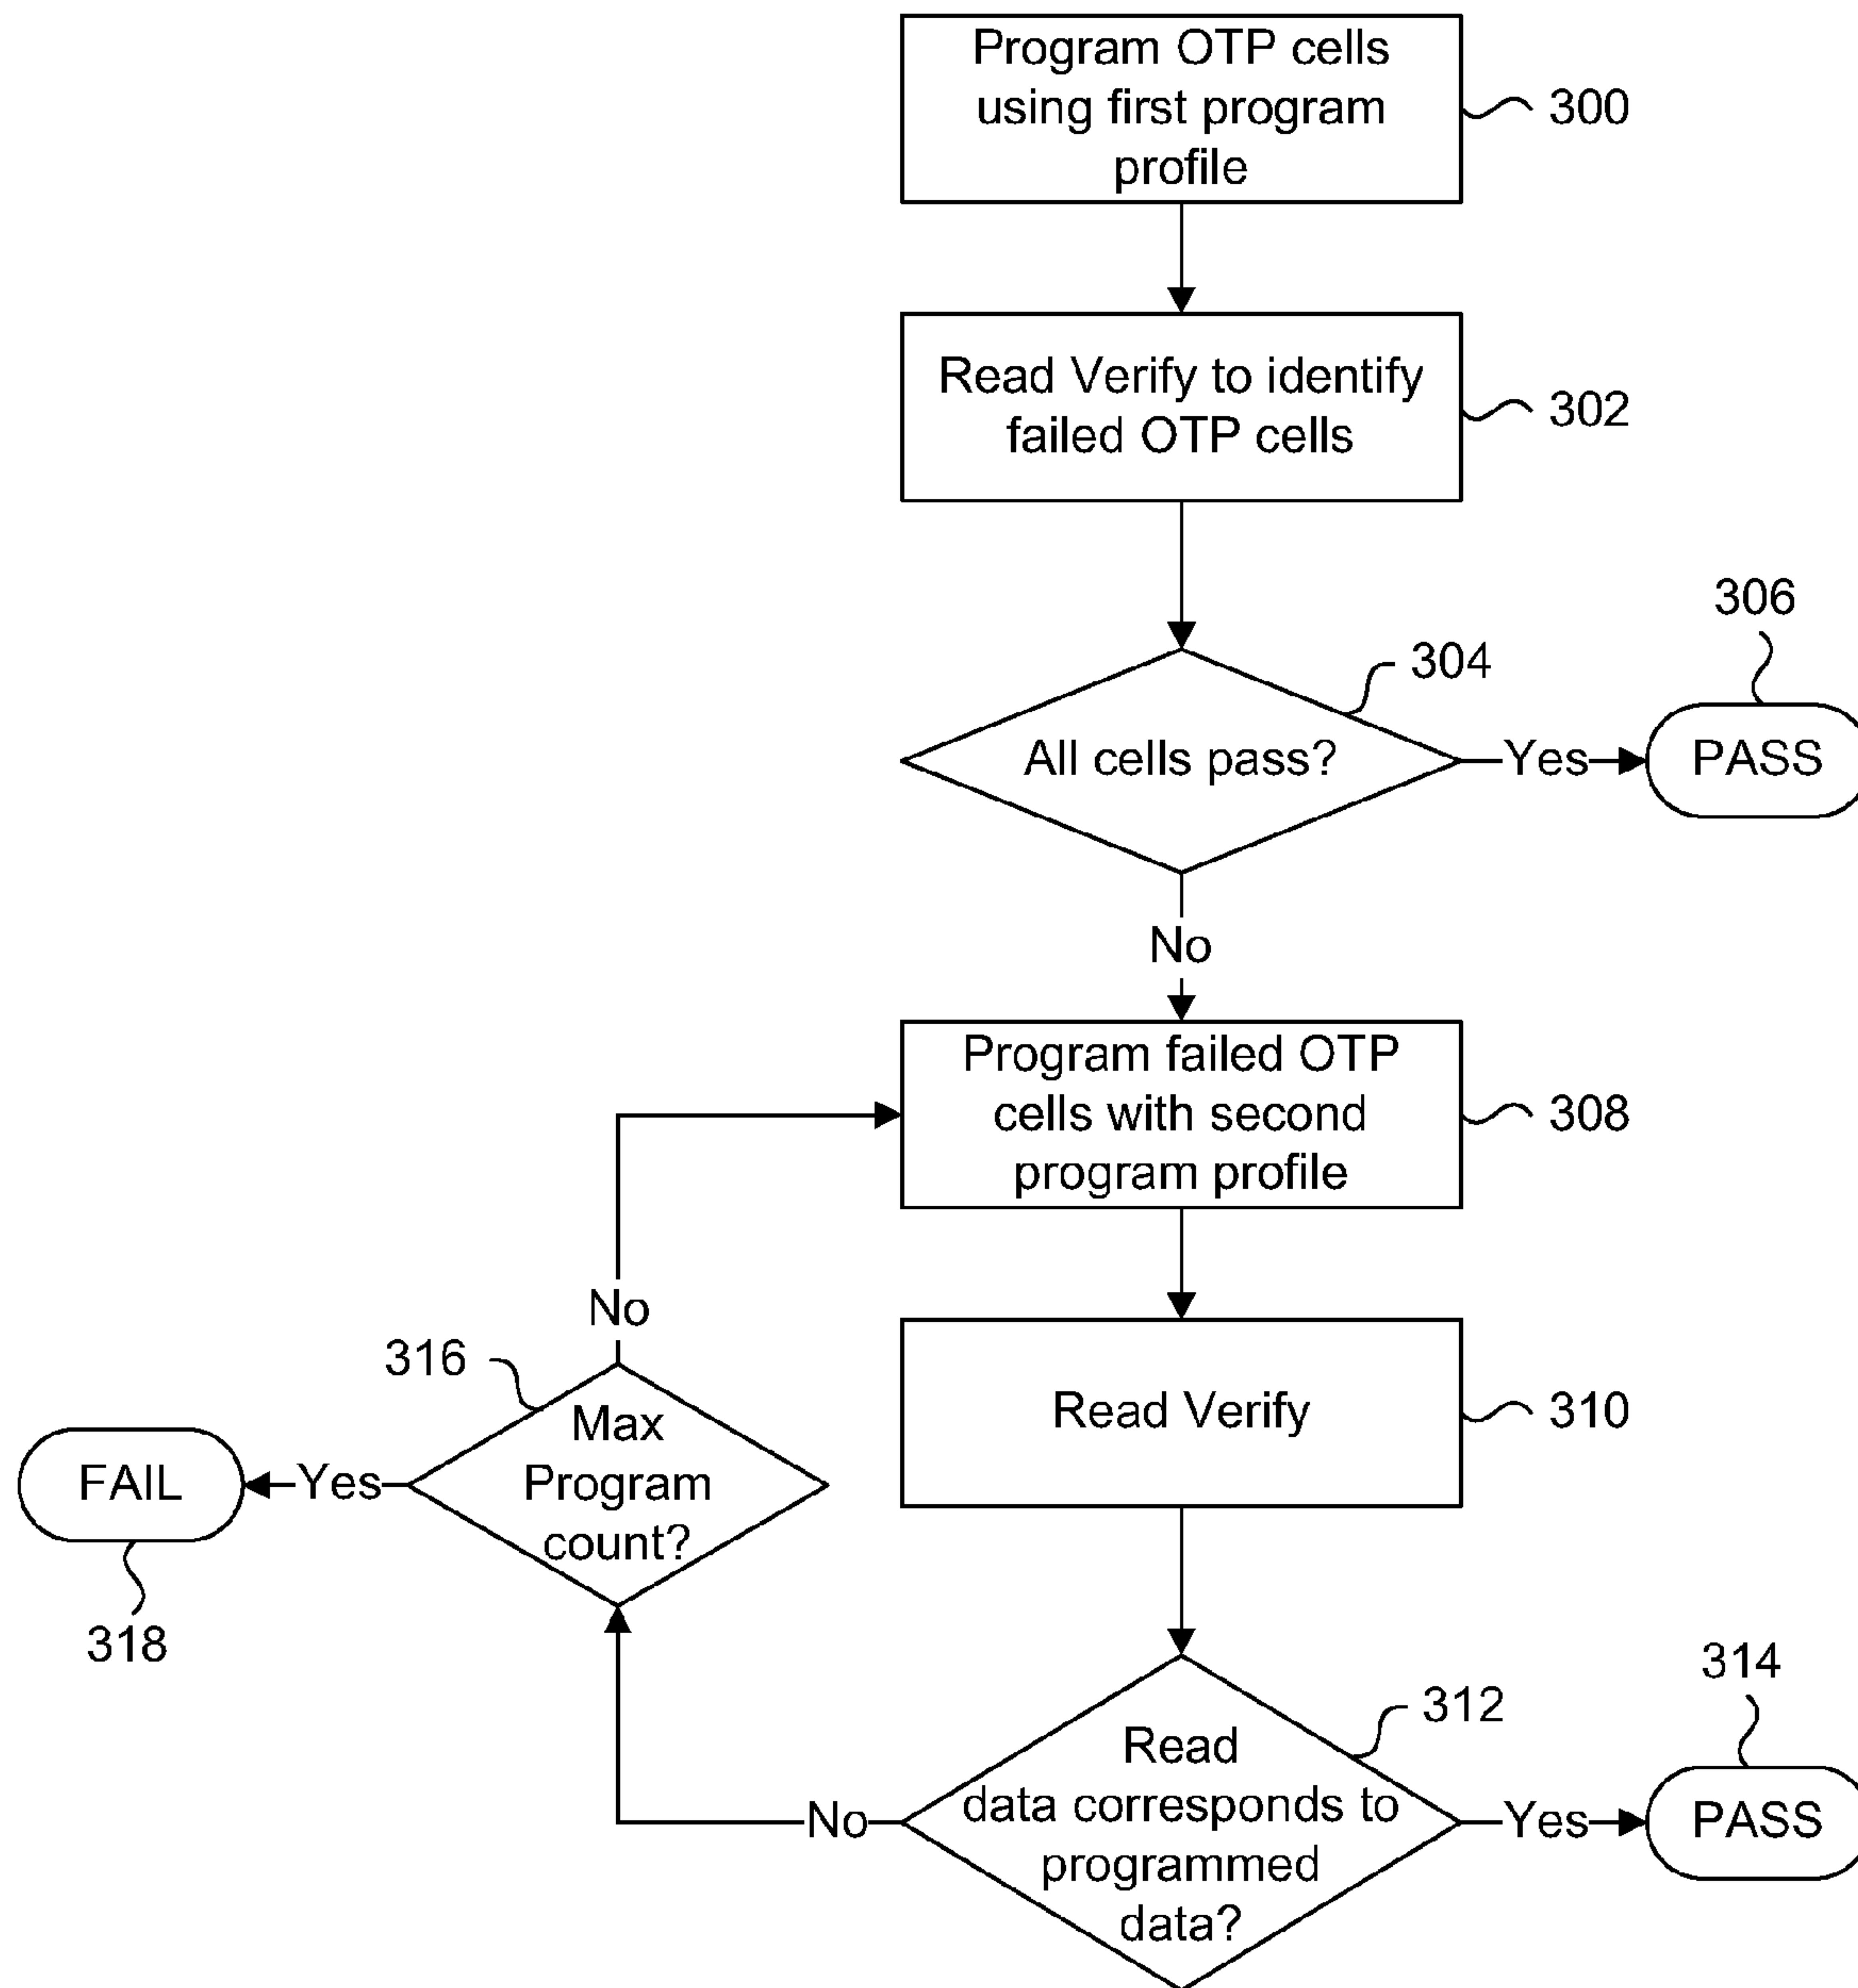 Program OTP cells
using first program
profile
300
Read Verify to identify
failed OTP cells
302
306
304
All cells pass?
Yes
PASS
No
Program failed OTP
cells with second
program profile
308
No
316
Max
Program
count?
Yes
FAIL
318
Read Verify
310
314
312
Read
data corresponds to
programmed
data?
No
Yes
PASS